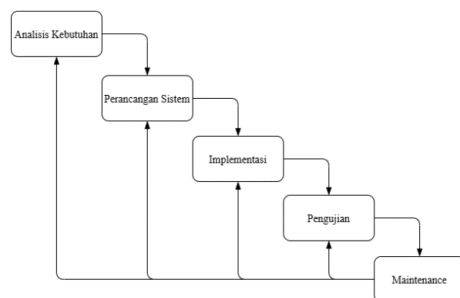 Analisis Kebutuhan
Perancangan Sistem
Implementasi
Pengujian
Maintenance